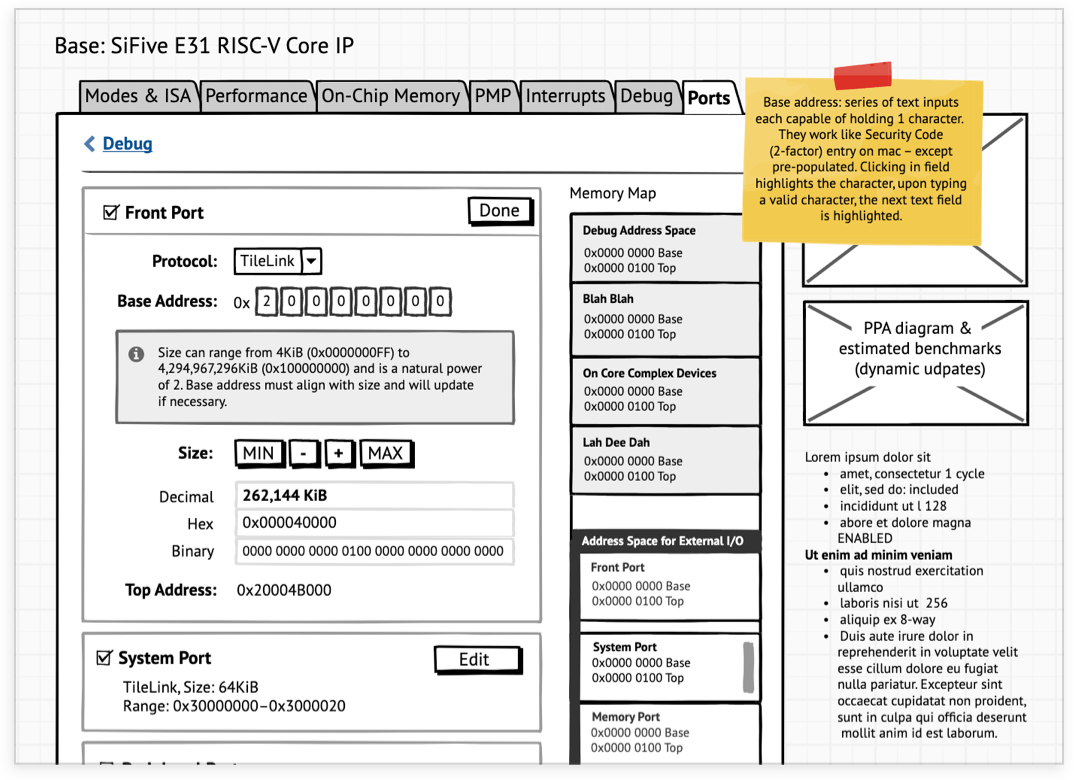 Base: SiFive E31 RISC-V Core IP
Modes & ISA
Performance
On-Chip Memory
PMP
Interrupts
Debug
Ports
Base address: series of text inputs
each capable of holding 1 character.
They work like Security Code
(2-factor) entry on mac – except
pre-populated. Clicking in field
highlights the character, upon typing
a valid character, the next text field
is highlighted.
Debug
Front Port
Done
Protocol: TileLink
Base Address: 0x 2 0 0 0 0 0 0 0
Size can range from 4KiB (0x0000000FF) to
4,294,967,296KiB (0x100000000) and is a natural power
of 2. Base address must align with size and will update
if necessary.
Size: MIN - + MAX
Decimal 262,144 KiB
Hex 0x000040000
Binary 0000 0000 0000 0100 0000 0000 0000 0000
Top Address: 0x20004B000
System Port
Edit
TileLink, Size: 64KiB
Range: 0x30000000–0x3000020
Memory Map
Debug Address Space
0x0000 0000 Base
0x0000 0100 Top
Blah Blah
0x0000 0000 Base
0x0000 0100 Top
On Core Complex Devices
0x0000 0000 Base
0x0000 0100 Top
Lah Dee Dah
0x0000 0000 Base
0x0000 0100 Top
Address Space for External I/O
Front Port
0x0000 0000 Base
0x0000 0100 Top
System Port
0x0000 0000 Base
0x0000 0100 Top
Memory Port
0x0000 0000 Base
0x0000 0100 Top
PPA diagram &
estimated benchmarks
(dynamic udpates)
Lorem ipsum dolor sit
• amet, consectetur 1 cycle
• elit, sed do: included
• incididunt ut l 128
• abore et dolore magna
ENABLED
Ut enim ad minim veniam
• quis nostrud exercitation
ullamco
• laboris nisi ut 256
• aliquip ex 8-way
• Duis aute irure dolor in
reprehenderit in voluptate velit
esse cillum dolore eu fugiat
nulla pariatur. Excepteur sint
occaecat cupidatat non proident,
sunt in culpa qui officia deserunt
mollit anim id est laborum.